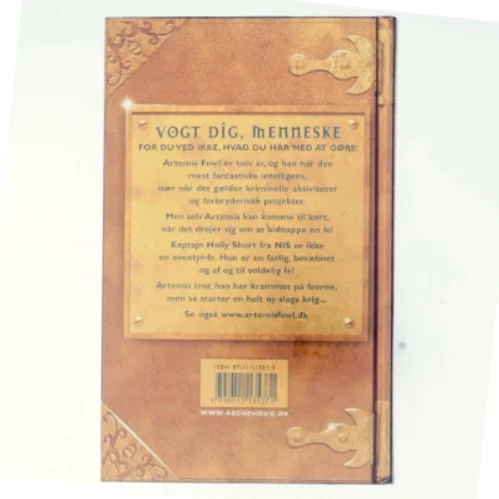 VOGT DIG, MENNESKE
FOR DU VED IKKE, HVAD DU HAR MED AT GØRE!
Artemis Fowl er tolv år, og han har den
mest fantastiske intelligens,
især når det gælder kriminelle aktiviteter
og forbryderiske projekter.
Men selv Artemis kan komme til kort,
når det drejer sig om at kidnappe en fe!
Kaptajn Holly Short fra NIS er ikke
en eventyrfe. Hun er en farlig, bevæbnet
og af og til voldelig fe!
Artemis tror, han har krammet på feerne,
men så starter en helt ny slags krig...
Se også www.artemisfowl.dk
ISBN
WWW.ASCHEHOUG.DK